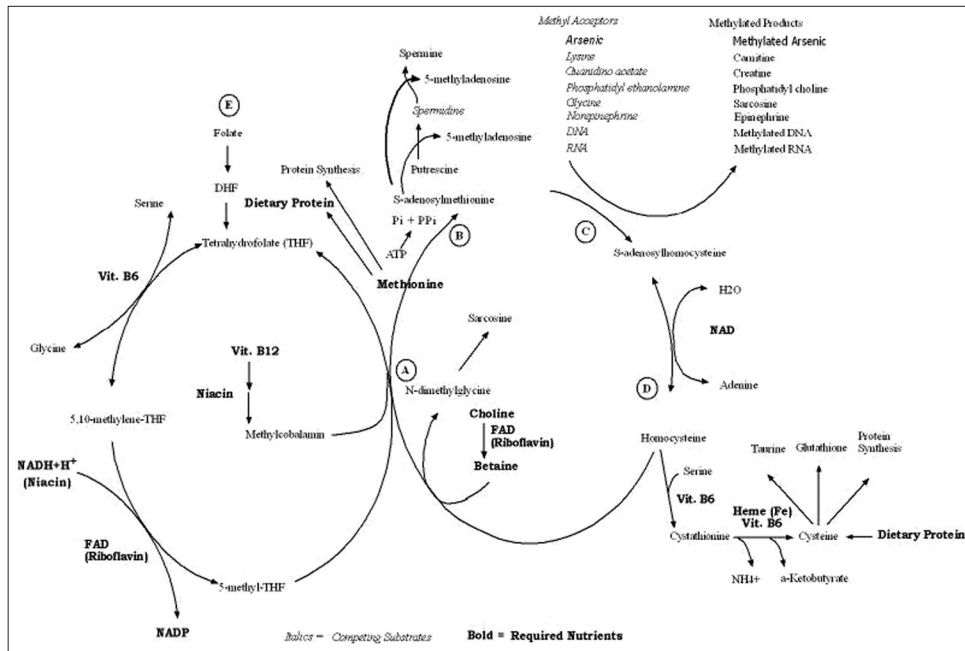 Methyl Acceptors
Arsenic
Lysine
Guanidino acetate
Phosphatidyl ethanolamine
Glycine
Norepinephrine
DNA
RNA
Methylated Products
Methylated Arsenic
Carnitine
Creatine
Phosphatidyl choline
Sarcosine
Epinephrine
Methylated DNA
Methylated RNA
Spermine
5-methyladenosine
Spermidine
5-methyladenosine
Putrescine
S-adenosylmethionine
Pi + PPi
ATP
B
C
E
Folate
DHF
Tetrahydrofolate (THF)
Protein Synthesis
Dietary Protein
Methionine
Serine
Vit. B6
Glycine
5,10-methylene-THF
NADH+H+
(Niacin)
FAD
(Riboflavin)
NADP
5-methyl-THF
Vit. B12
Niacin
Methylcobalamin
A
Sarcosine
N-dimethylglycine
Choline
FAD
(Riboflavin)
Betaine
S-adenosylhomocysteine
H2O
NAD
Adenine
D
Homocysteine
Serine
Vit. B6
Cystathionine
Heme (Fe)
Vit. B6
NH4+
a-Ketobutyrate
Cysteine
Taurine
Glutathione
Protein
Synthesis
Dietary Protein
Italics = Competing Substrates
Bold = Required Nutrients